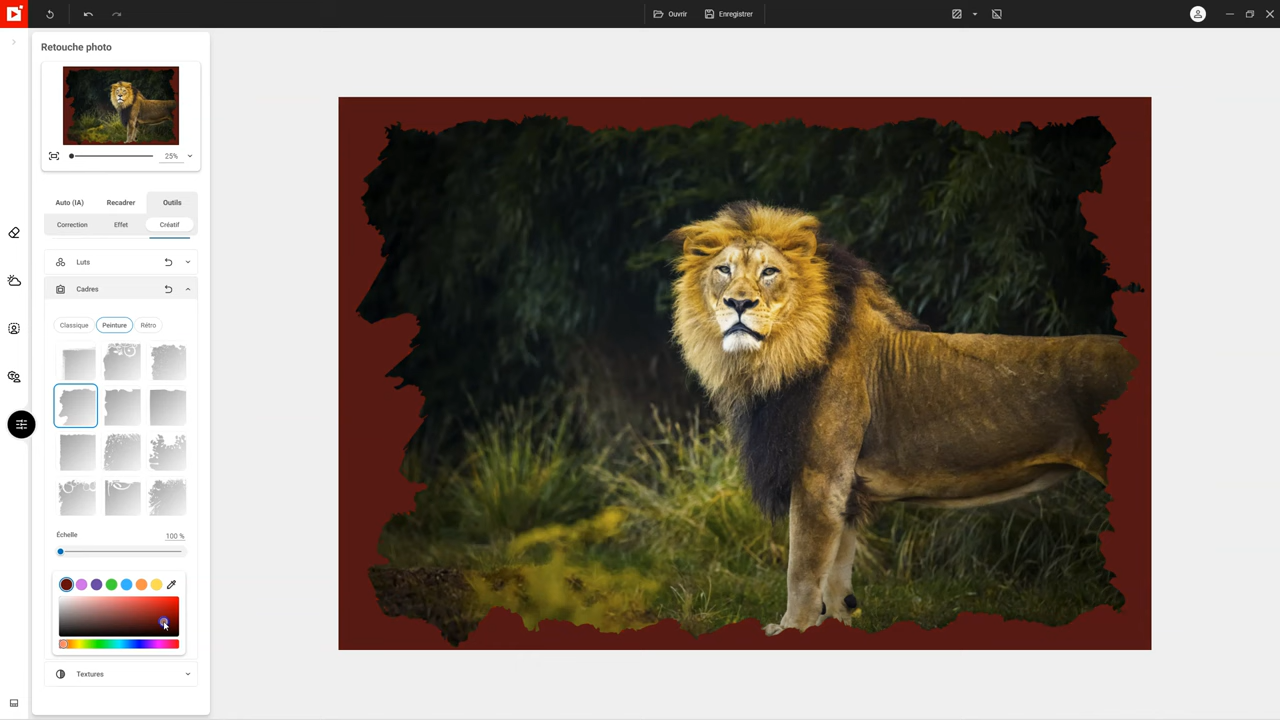 Ouvrir
Enregistrer
Retouche photo
25%
Auto (IA)
Recadrer
Outils
Correction
Effet
Créatif
Luts
Cadres
Classique
Peinture
Rétro
Échelle
100 %
Textures